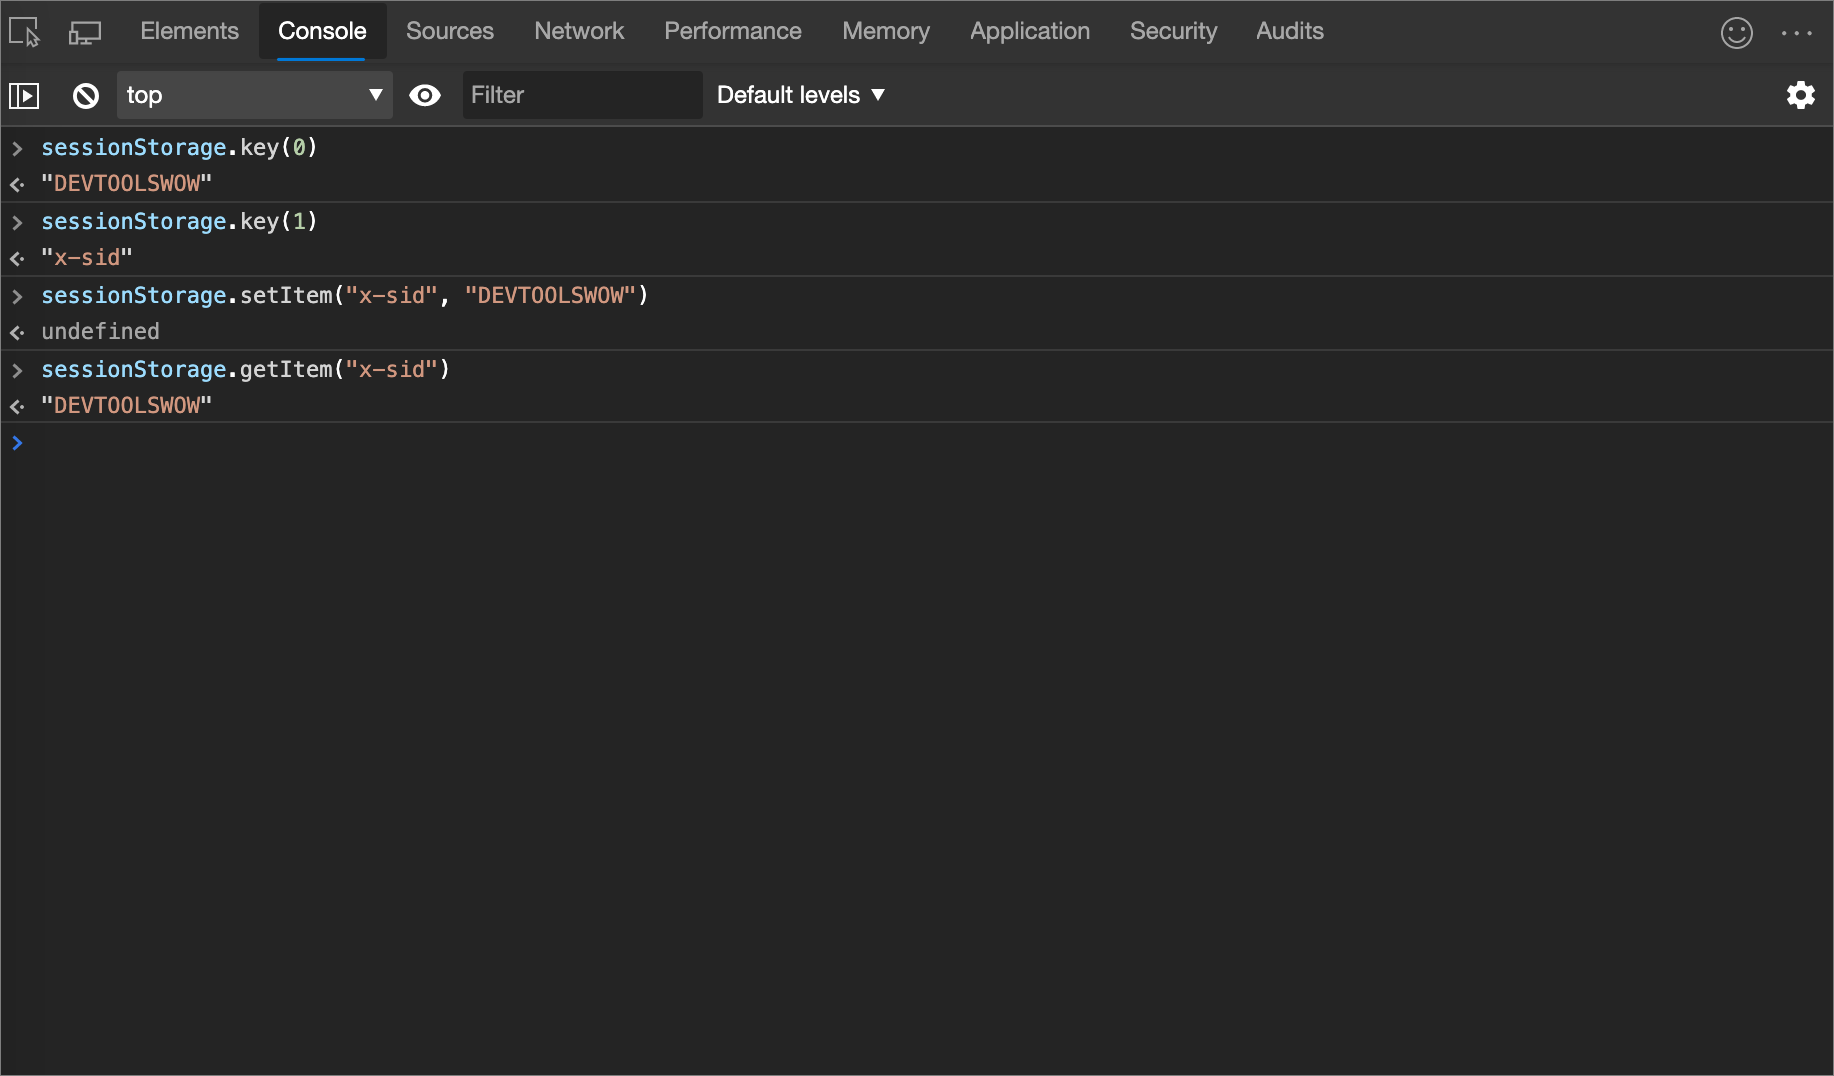 Elements Console Sources Network Performance Memory Application Security Audits
top Filter Default levels
sessionStorage.key(0)
"DEVTOOLSWOW"
sessionStorage.key(1)
"x-sid"
sessionStorage.setItem("x-sid", "DEVTOOLSWOW")
undefined
sessionStorage.getItem("x-sid")
"DEVTOOLSWOW"